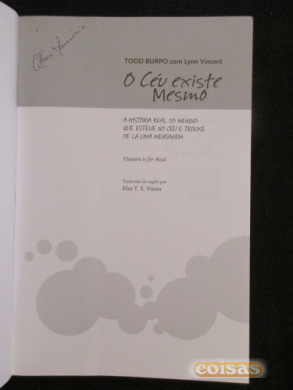 TODD BURPO com Lynn Vincent
O Céu existe
Mesmo
A HISTÓRIA REAL DO MENINO
QUE ESTEVE NO CÉU E TROUXE
DE LÁ UMA MENSAGEM
Heaven is for Real
Traduzido do inglês por
Elsa T. S. Vieira
coisas